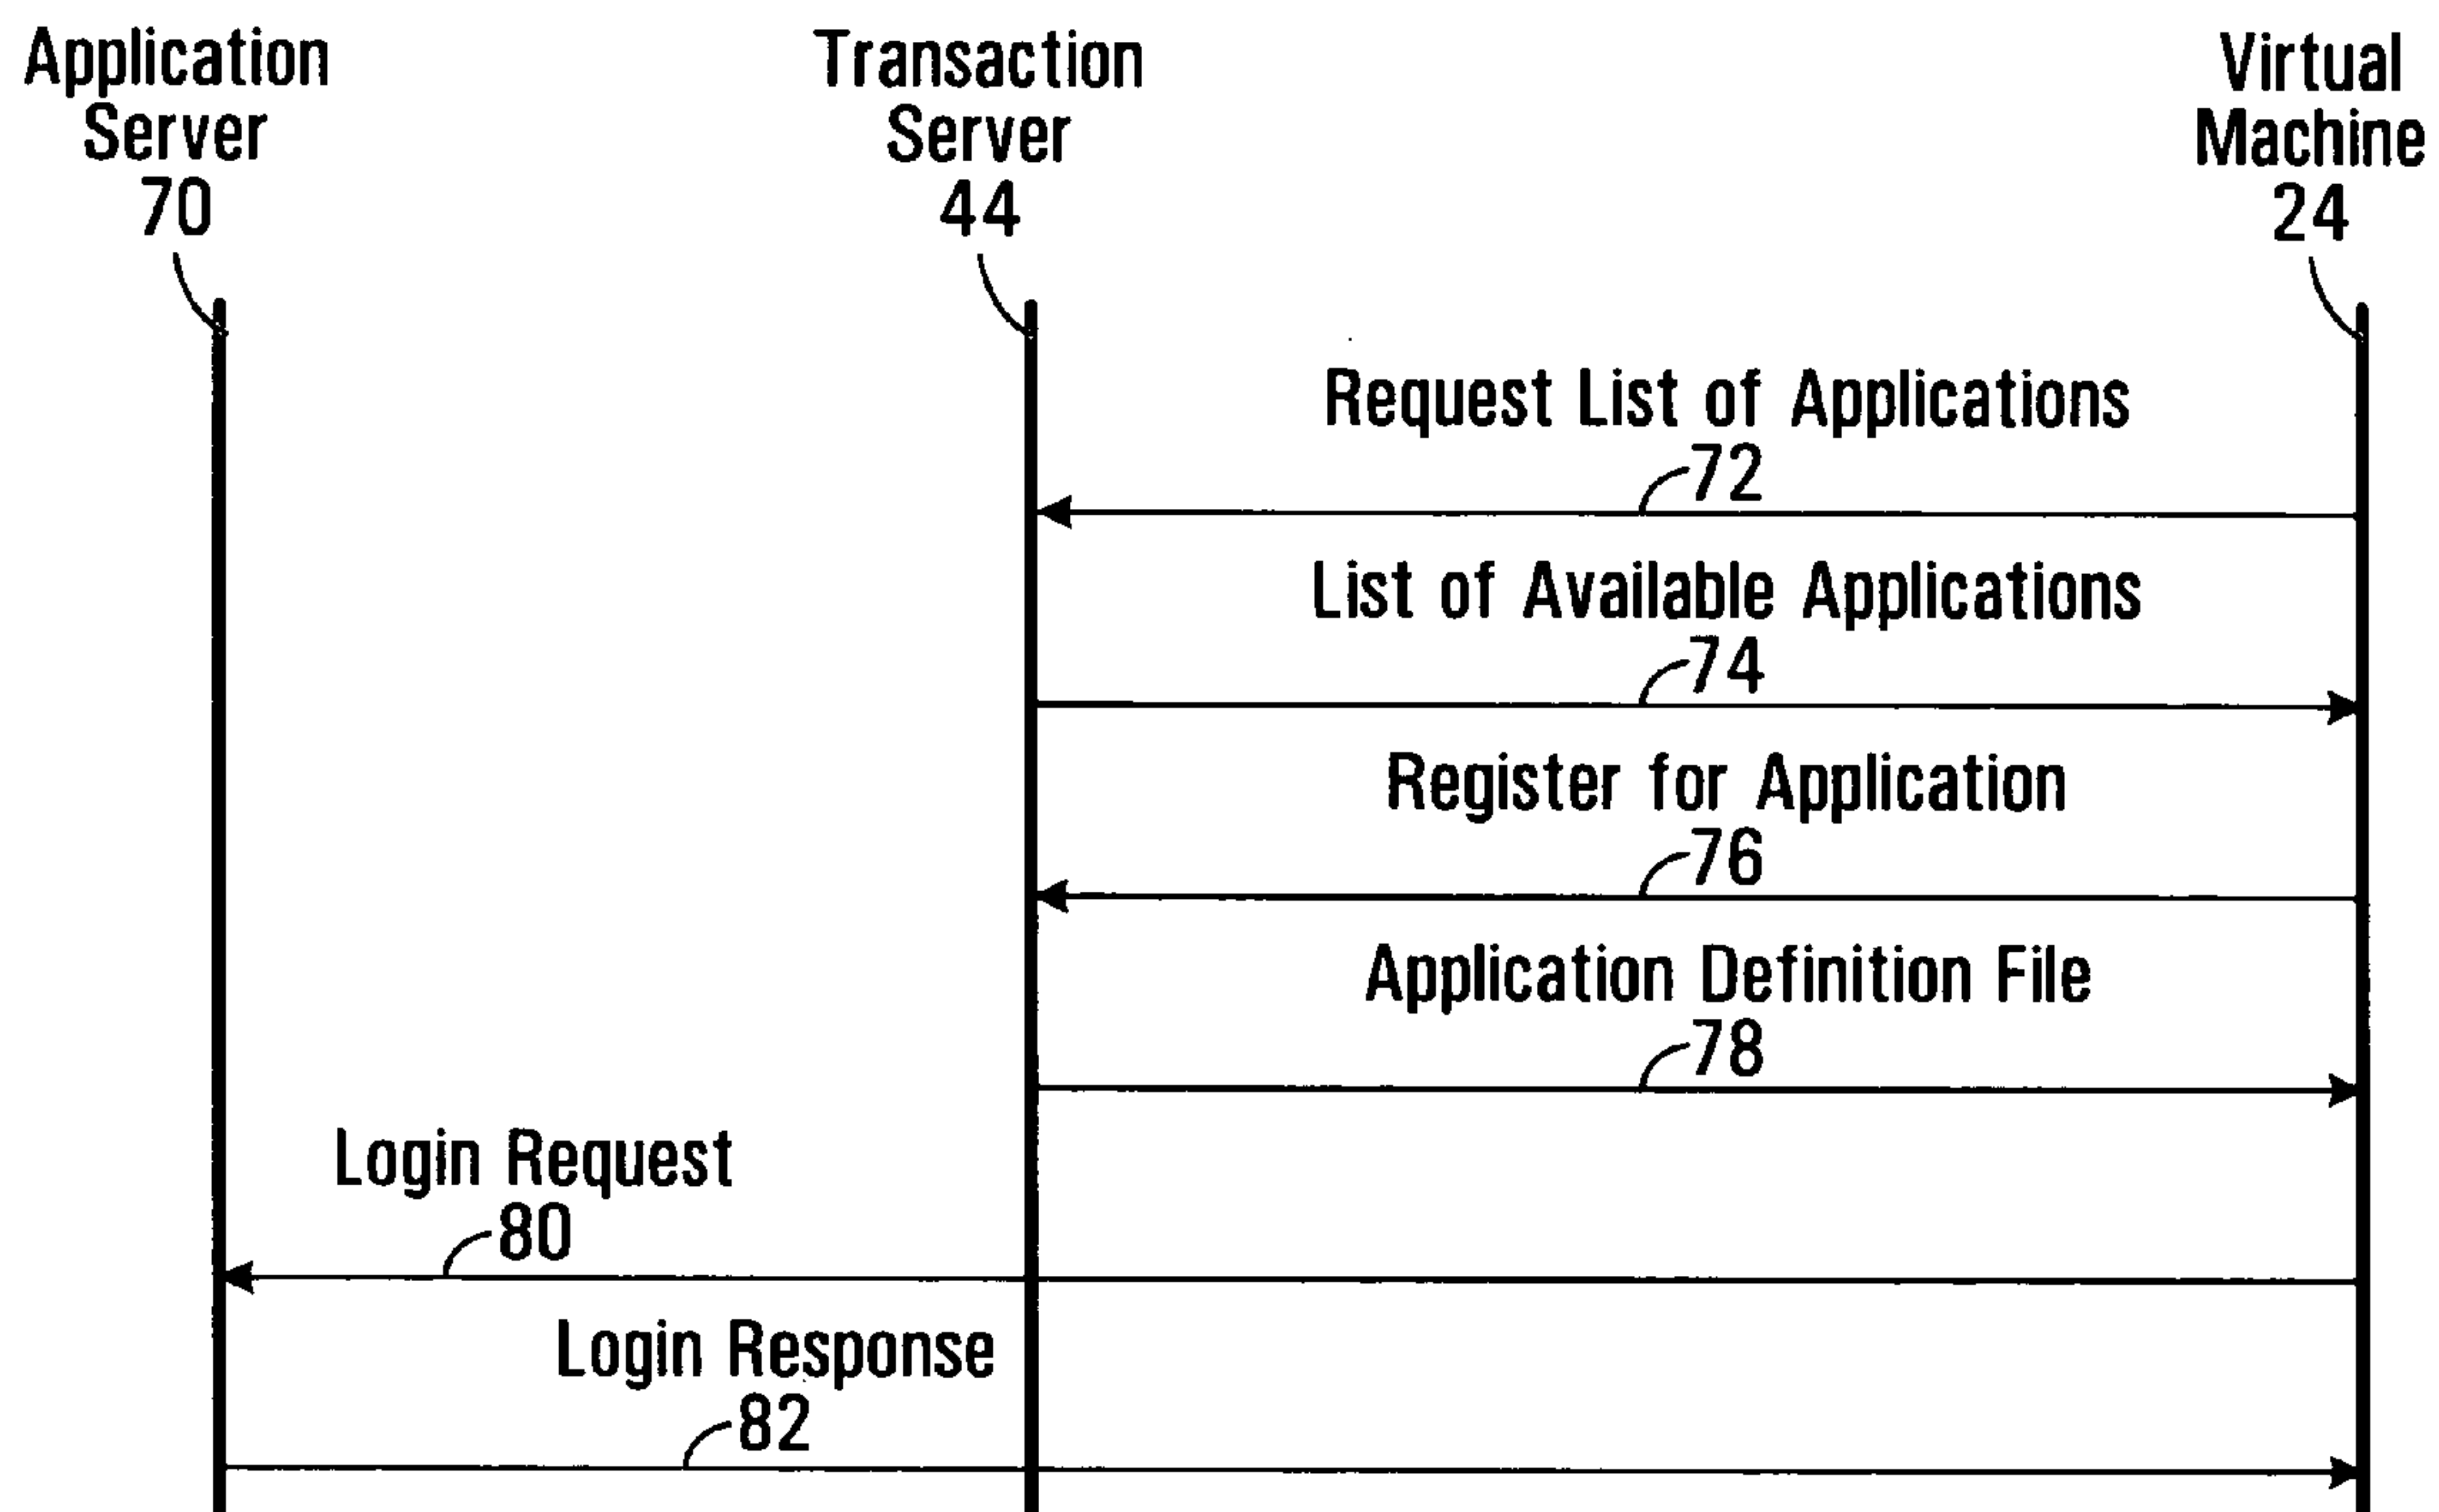 Application
Server
70
Transaction
Server
44
Virtual
Machine
24
Request List of Applications
72
List of Available Applications
74
Register for Application
76
Application Definition File
78
Login Request
80
Login Response
82